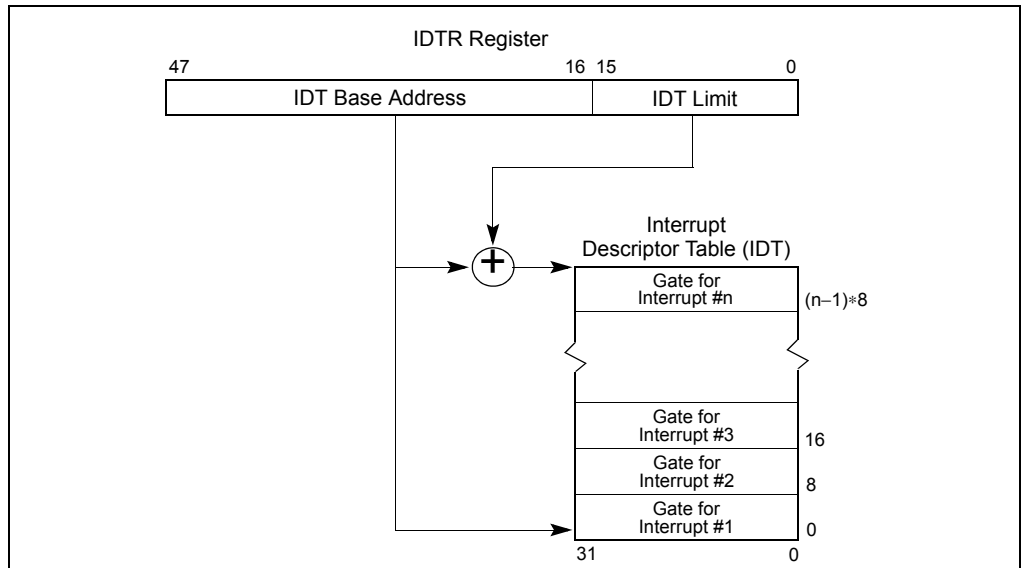 IDTR Register
47 16 15 0
IDT Base Address IDT Limit
+
Interrupt
Descriptor Table (IDT)
Gate for
Interrupt #n
(n–1)∗8
Gate for
Interrupt #3
16
Gate for
Interrupt #2
8
Gate for
Interrupt #1
0
31 0